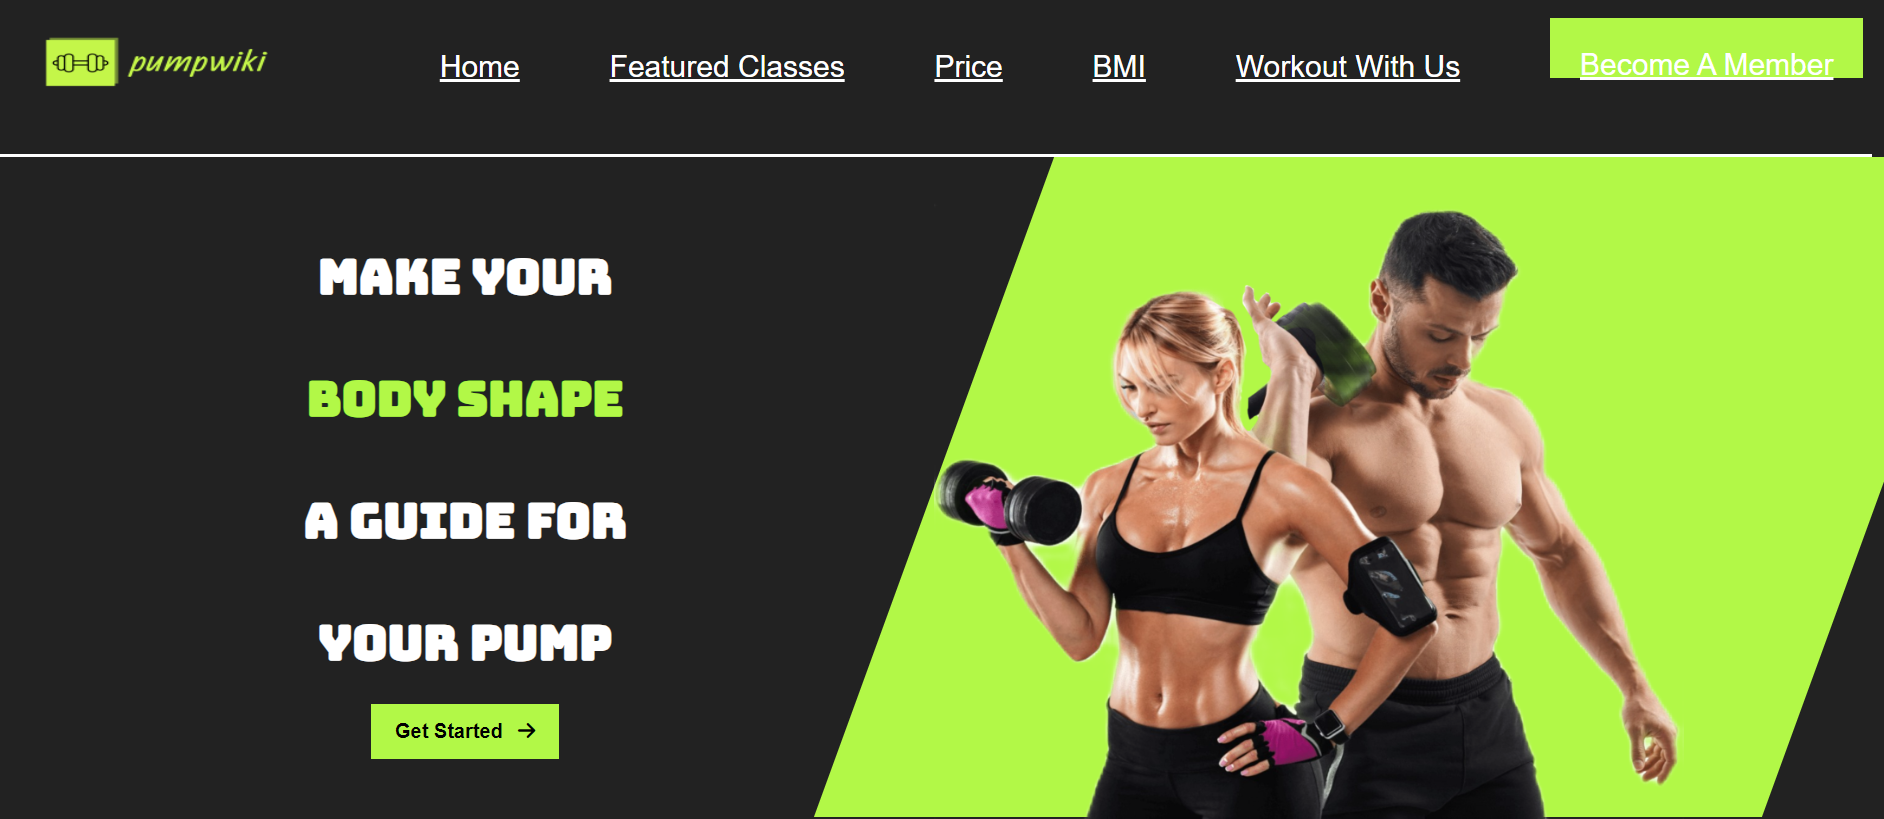 pumpwiki
Home Featured Classes Price BMI Workout With Us Become A Member
MAKE YOUR
BODY SHAPE
A GUIDE FOR
YOUR PUMP
Get Started →